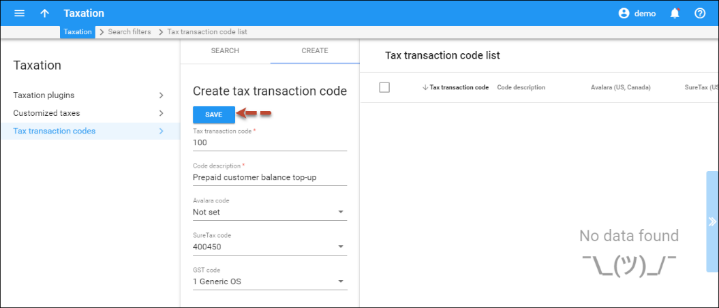 Taxation
demo
Taxation > Search filters > Tax transaction code list
Taxation
Taxation plugins
Customized taxes
Tax transaction codes
SEARCH
CREATE
Create tax transaction code
SAVE
Tax transaction code *
100
Code description *
Prepaid customer balance top-up
Avalara code
Not set
SureTax code
400450
GST code
1 Generic OS
Tax transaction code list
Tax transaction code
Code description
Avalara (US, Canada)
SureTax (U
No data found
¯\_(ツ)_/¯